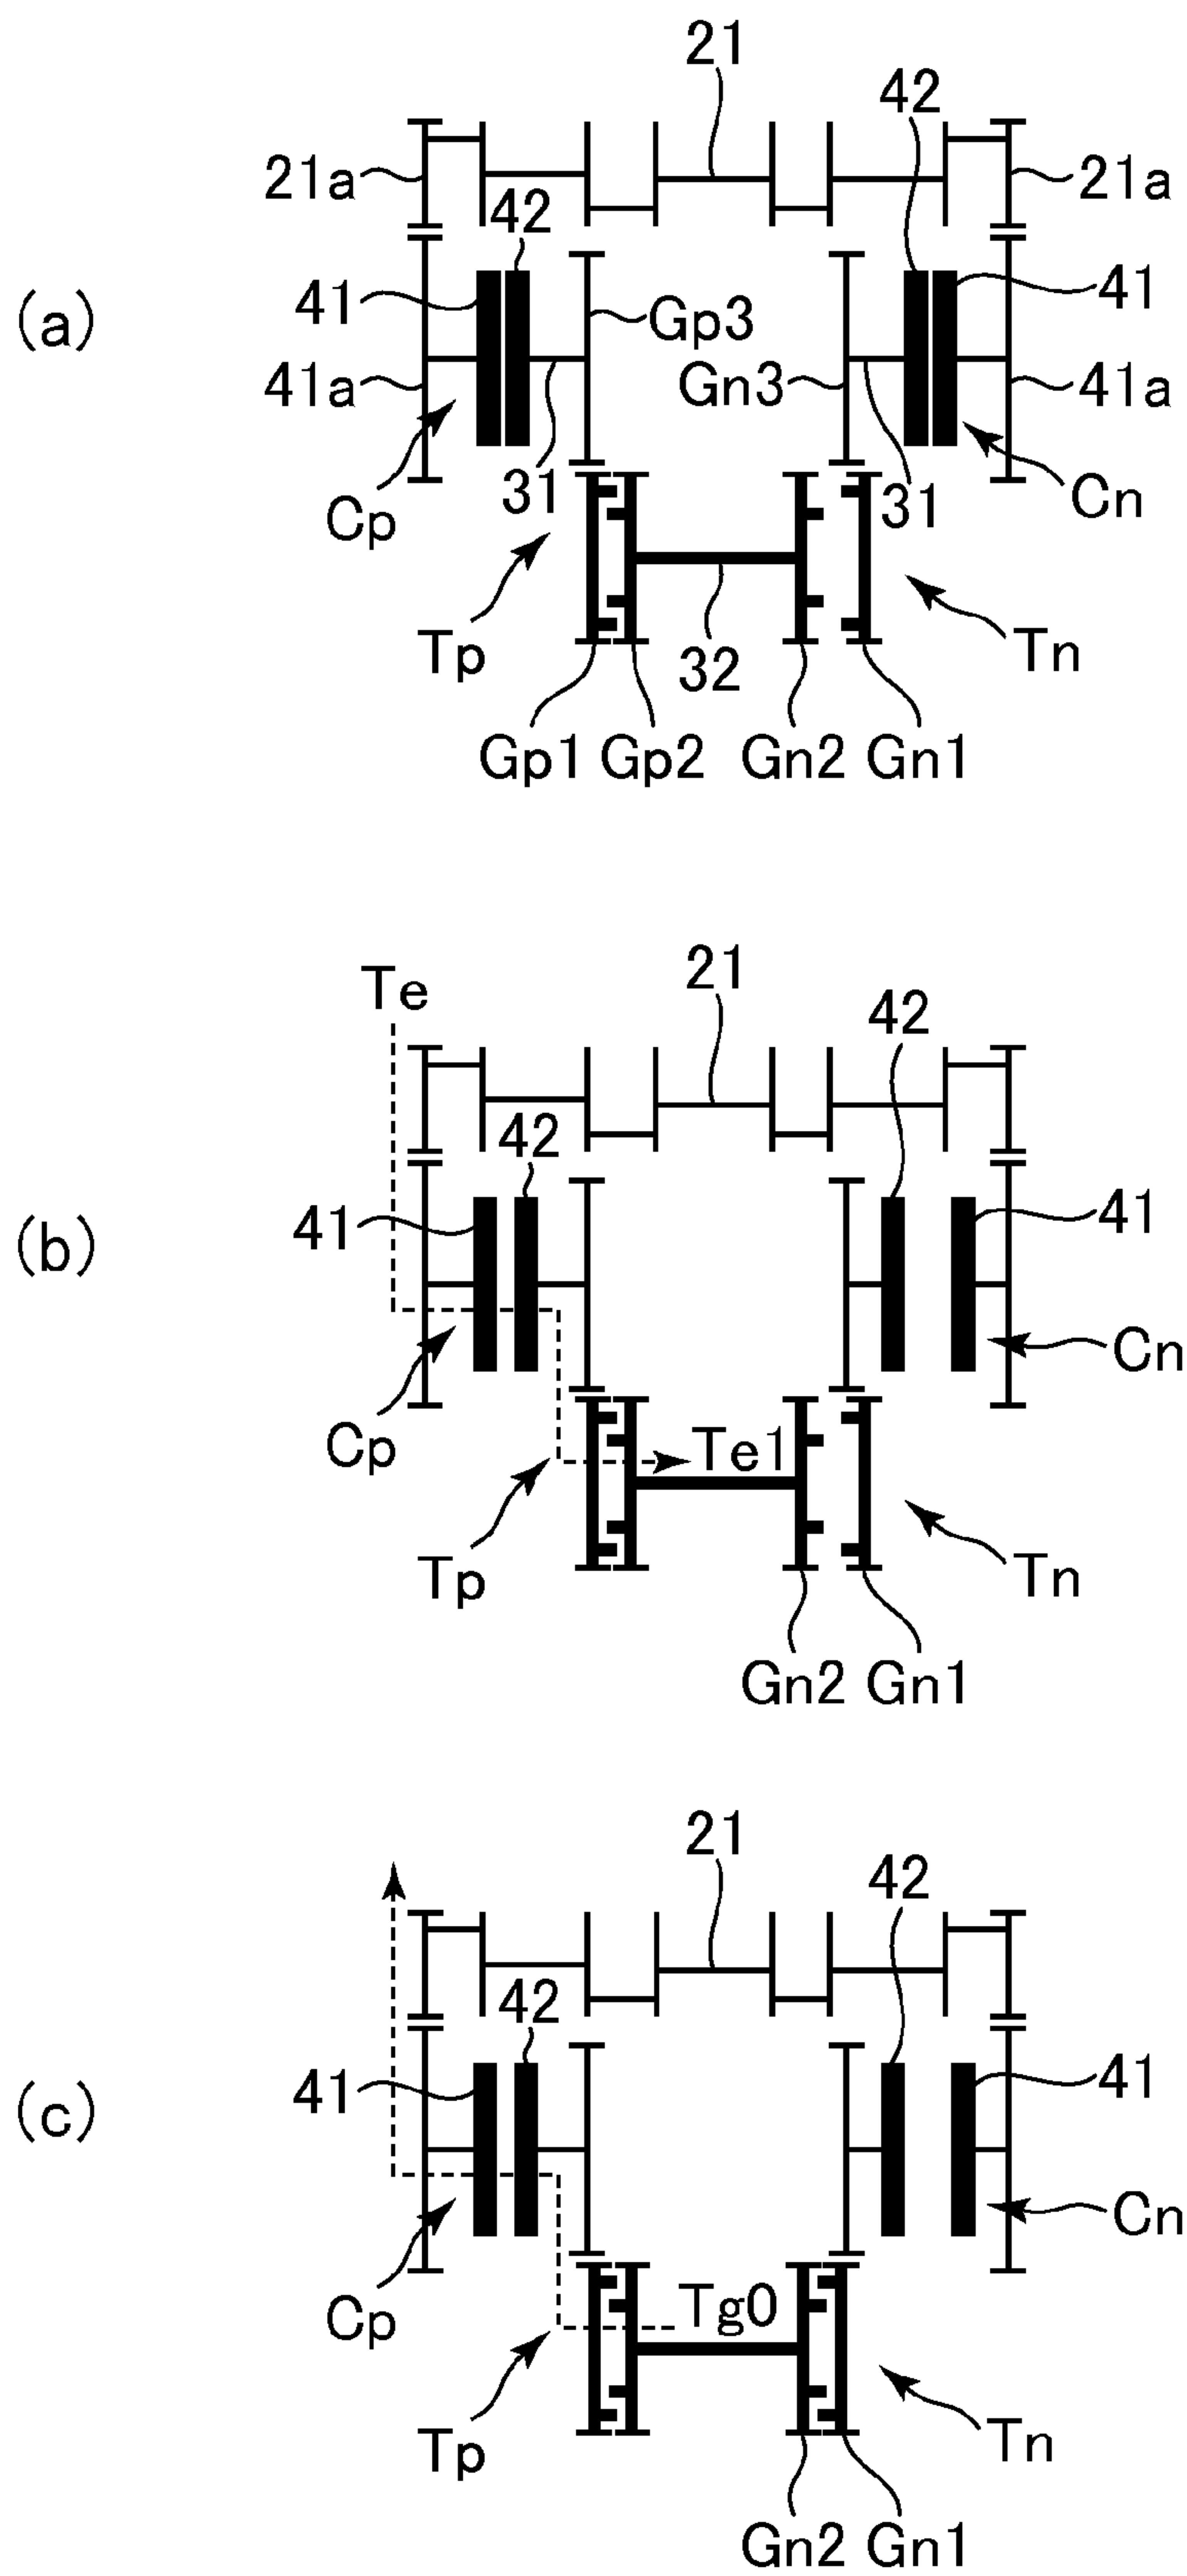 (a)
21
42
21a
21a
42
41
41
Gp3
41a
Gn3
41a
Cp
31
31
Cn
Tp
32
Tn
Gp1 Gp2 Gn2 Gn1
(b)
Te
21
42
42
41
41
Cn
Cp
Te1
Tp
Tn
Gn2 Gn1
(c)
21
42
42
41
41
Cn
Cp
Tg0
Tp
Tn
Gn2 Gn1